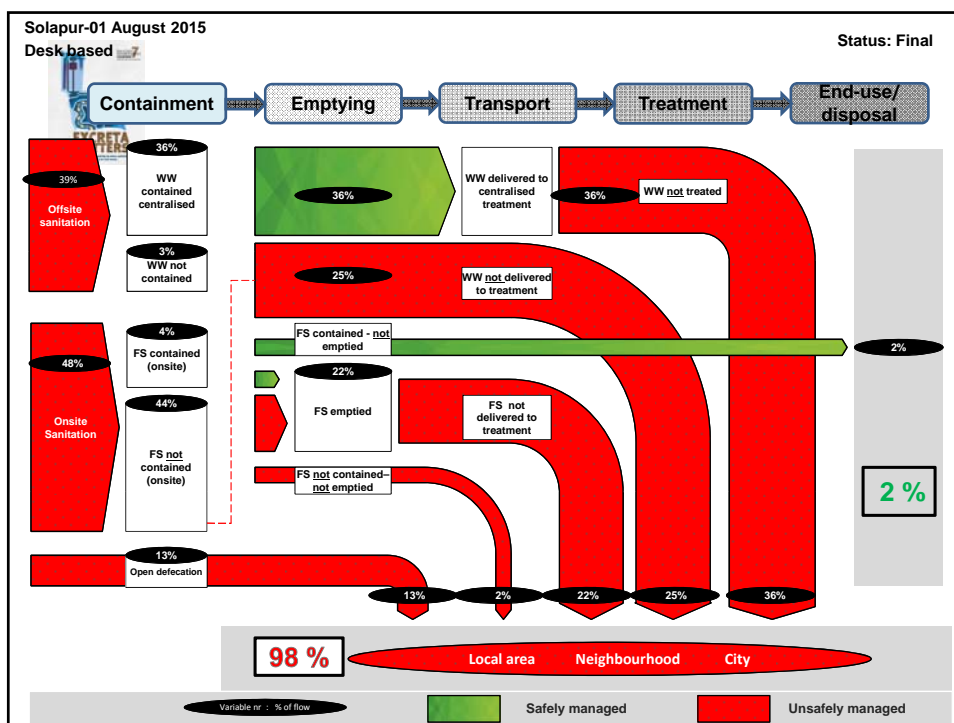 Solapur-01 August 2015
Desk based
Status: Final
Containment
Emptying
Transport
Treatment
End-use/
disposal
EXCRETA
39%
Offsite
sanitation
36%
WW
contained
centralised
3%
WW not
contained
36%
WW delivered to
centralised
treatment
36%
WW not treated
25%
WW not delivered
to treatment
48%
Onsite
Sanitation
4%
FS contained
(onsite)
44%
FS not
contained
(onsite)
FS contained - not
emptied
2%
22%
FS emptied
FS not
delivered to
treatment
FS not contained–
not emptied
2 %
13%
Open defecation
13%
2%
22%
25%
36%
98 %
Local area Neighbourhood City
Variable nr : % of flow
Safely managed
Unsafely managed